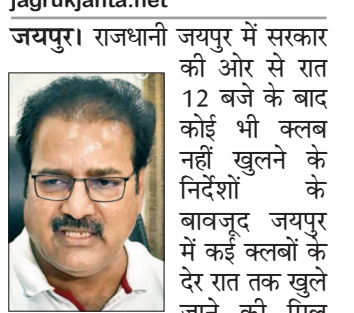 jagrukjanta.net
जयपुर। राजधानी जयपुर में सरकार
की ओर से रात
12 बजे के बाद
कोई भी क्लब
नहीं खुलने के
निर्देशों के
बावजूद जयपुर
में कई क्लबों के
देर रात तक खुले
जाने की मिल